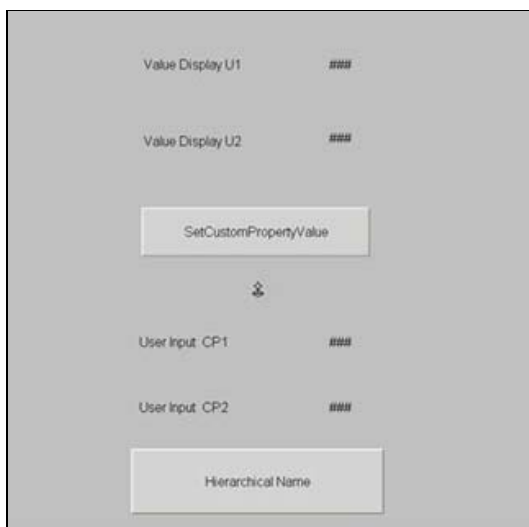 Value Display U1 ###
Value Display U2 ###
SetCustomPropertyValue
User Input CP1 ###
User Input CP2 ###
Hierarchical Name